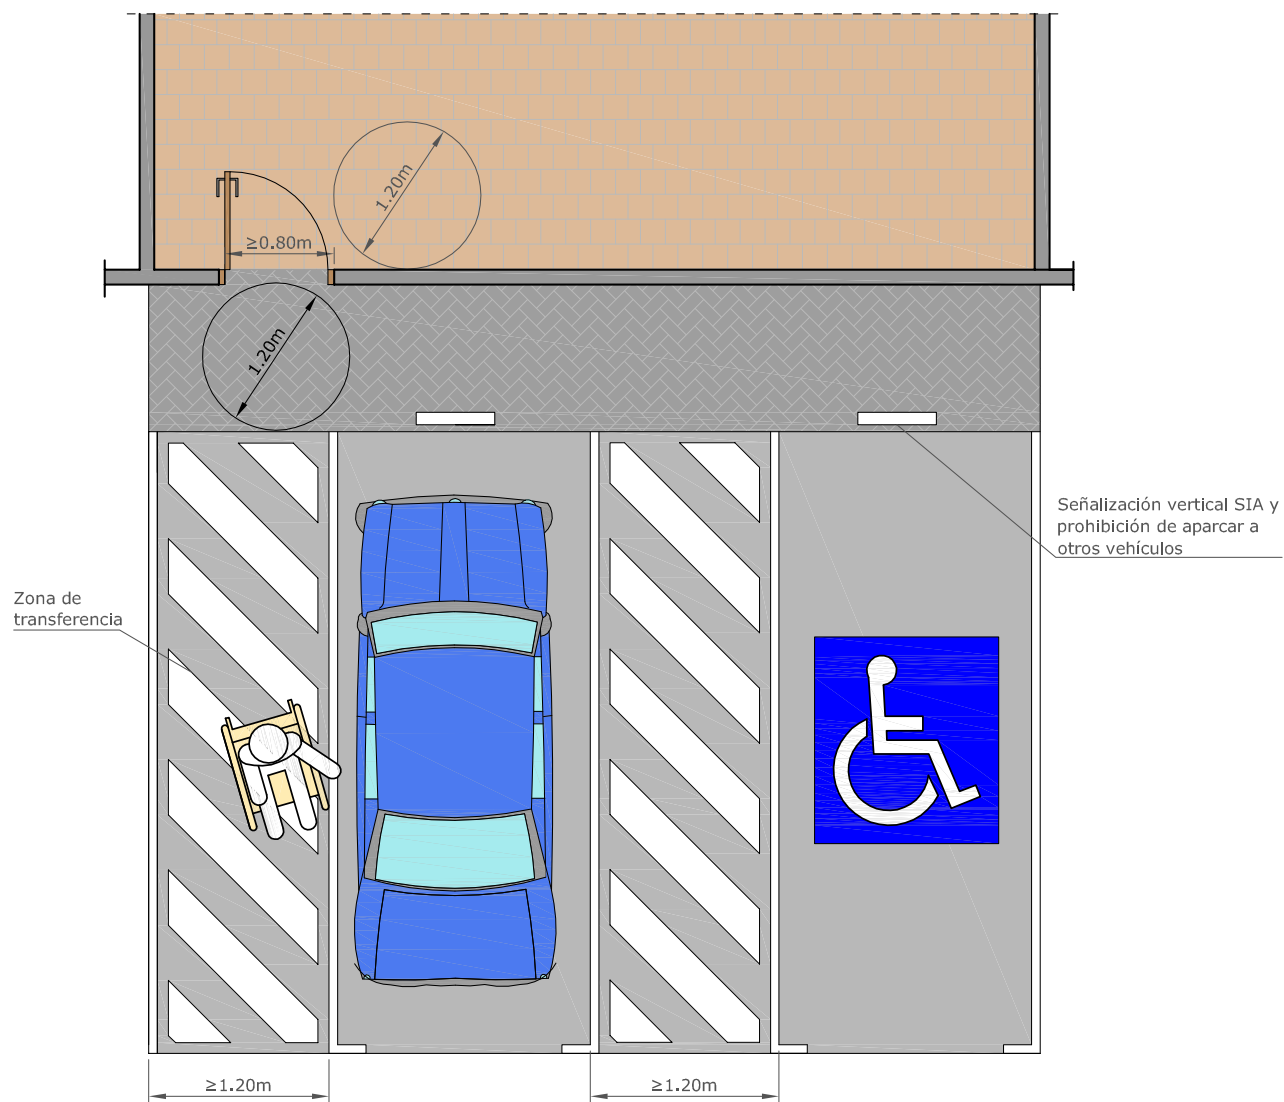 1.20m
≥0.80m
1.20m
Señalización vertical SIA y
prohibición de aparcar a
otros vehículos
Zona de
transferencia
≥1.20m
≥1.20m